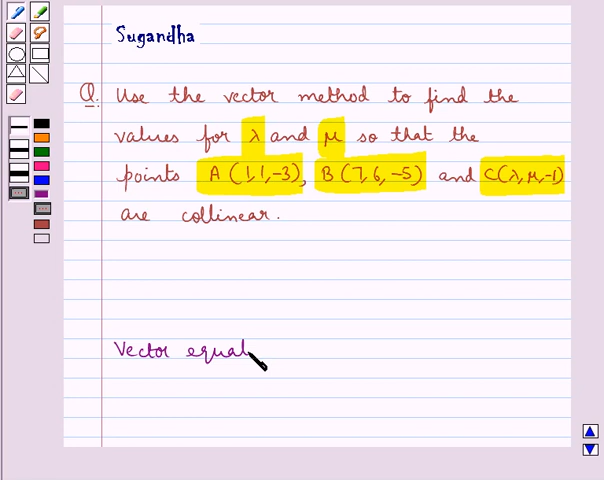 Sugandha
Q. Use the vector method to find the
values for λ and μ so that the
points A (1,1,-3), B (7,6,-5) and C(λ, μ, -1)
are collinear.
Vector equal